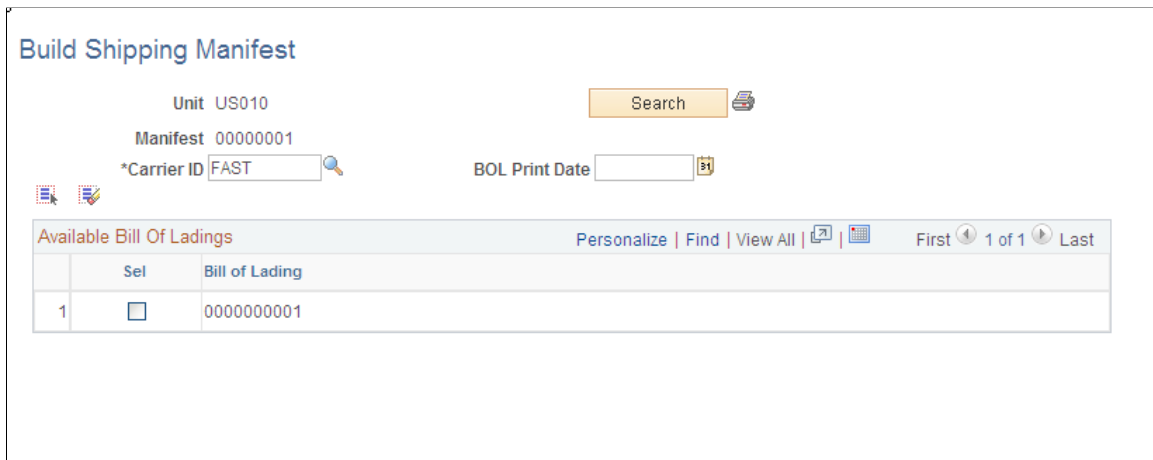 Build Shipping Manifest
Unit US010 Search
Manifest 00000001
*Carrier ID FAST BOL Print Date 31
Available Bill Of Ladings Personalize | Find | View All | | First 1 of 1 Last
Sel Bill of Lading
1 0000000001